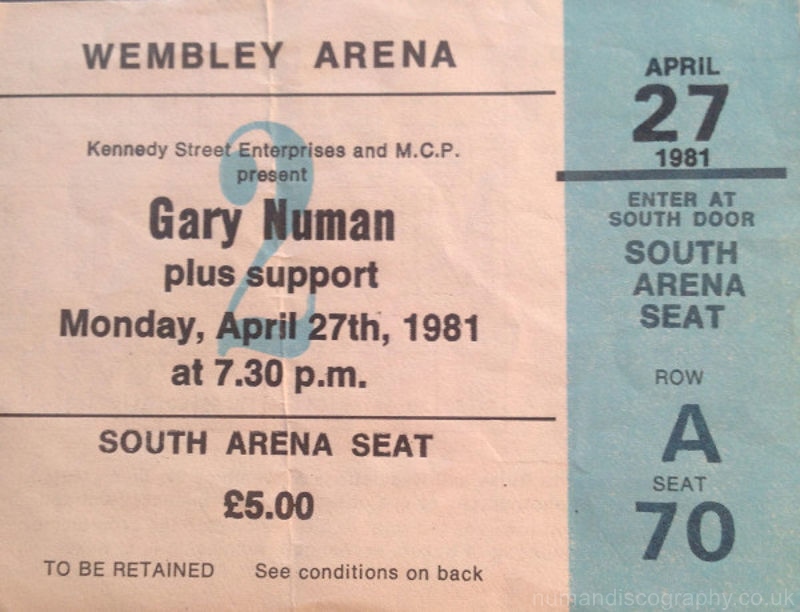 WEMBLEY ARENA
Kennedy Street Enterprises and M.C.P.
present
2
Gary Numan
plus support
Monday, April 27th, 1981
at 7.30 p.m.
SOUTH ARENA SEAT
£5.00
TO BE RETAINED See conditions on back
APRIL
27
1981
ENTER AT
SOUTH DOOR
SOUTH
ARENA
SEAT
ROW
A
SEAT
70
numandiscography.co.uk